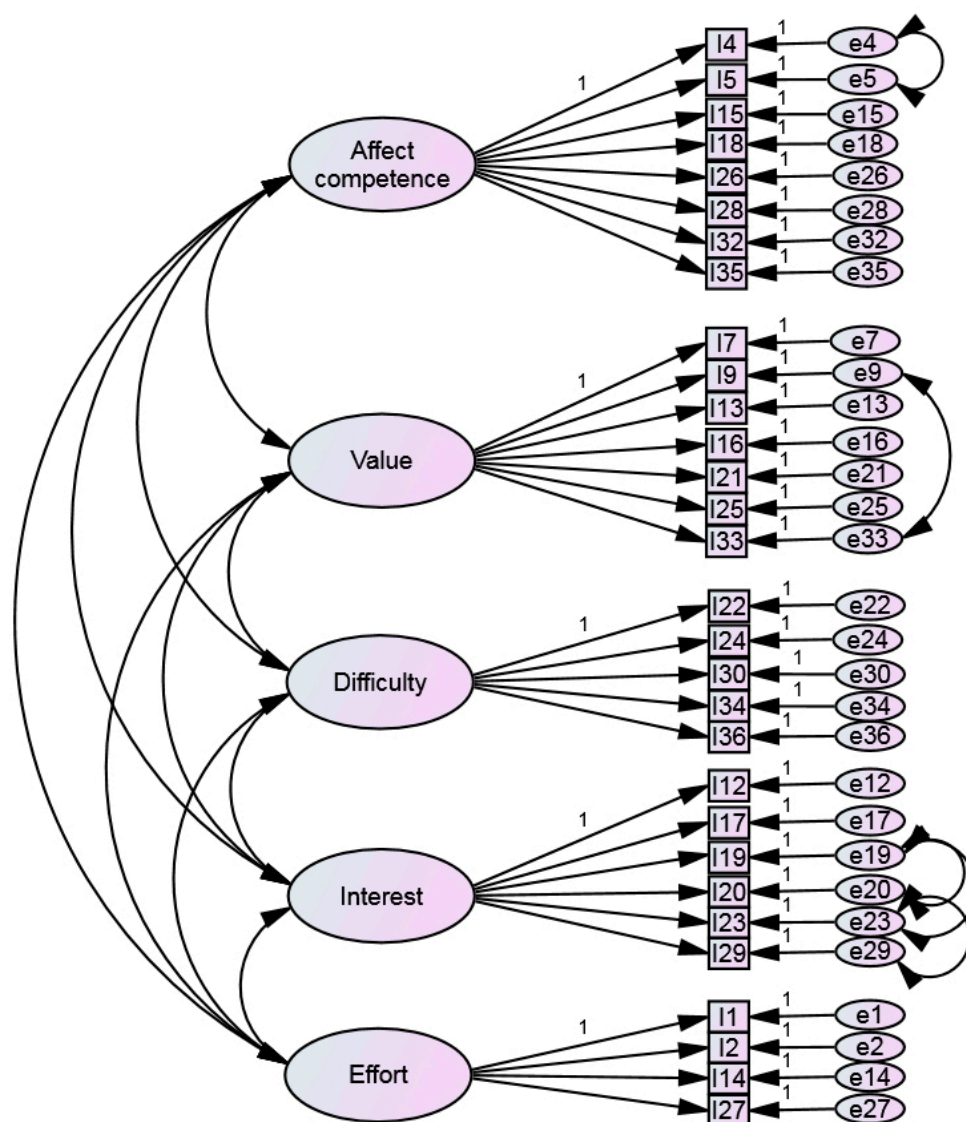 1
I4
1
e4
I5
1
e5
I15
1
e15
I18
1
e18
I26
1
e26
I28
1
e28
I32
1
e32
I35
1
e35
Affect
competence
1
I7
1
e7
I9
1
e9
I13
1
e13
I16
1
e16
I21
1
e21
I25
1
e25
I33
1
e33
Value
1
I22
1
e22
I24
1
e24
I30
1
e30
I34
1
e34
I36
1
e36
Difficulty
1
I12
1
e12
I17
1
e17
I19
1
e19
I20
1
e20
I23
1
e23
I29
1
e29
Interest
1
I1
1
e1
I2
1
e2
I14
1
e14
I27
1
e27
Effort